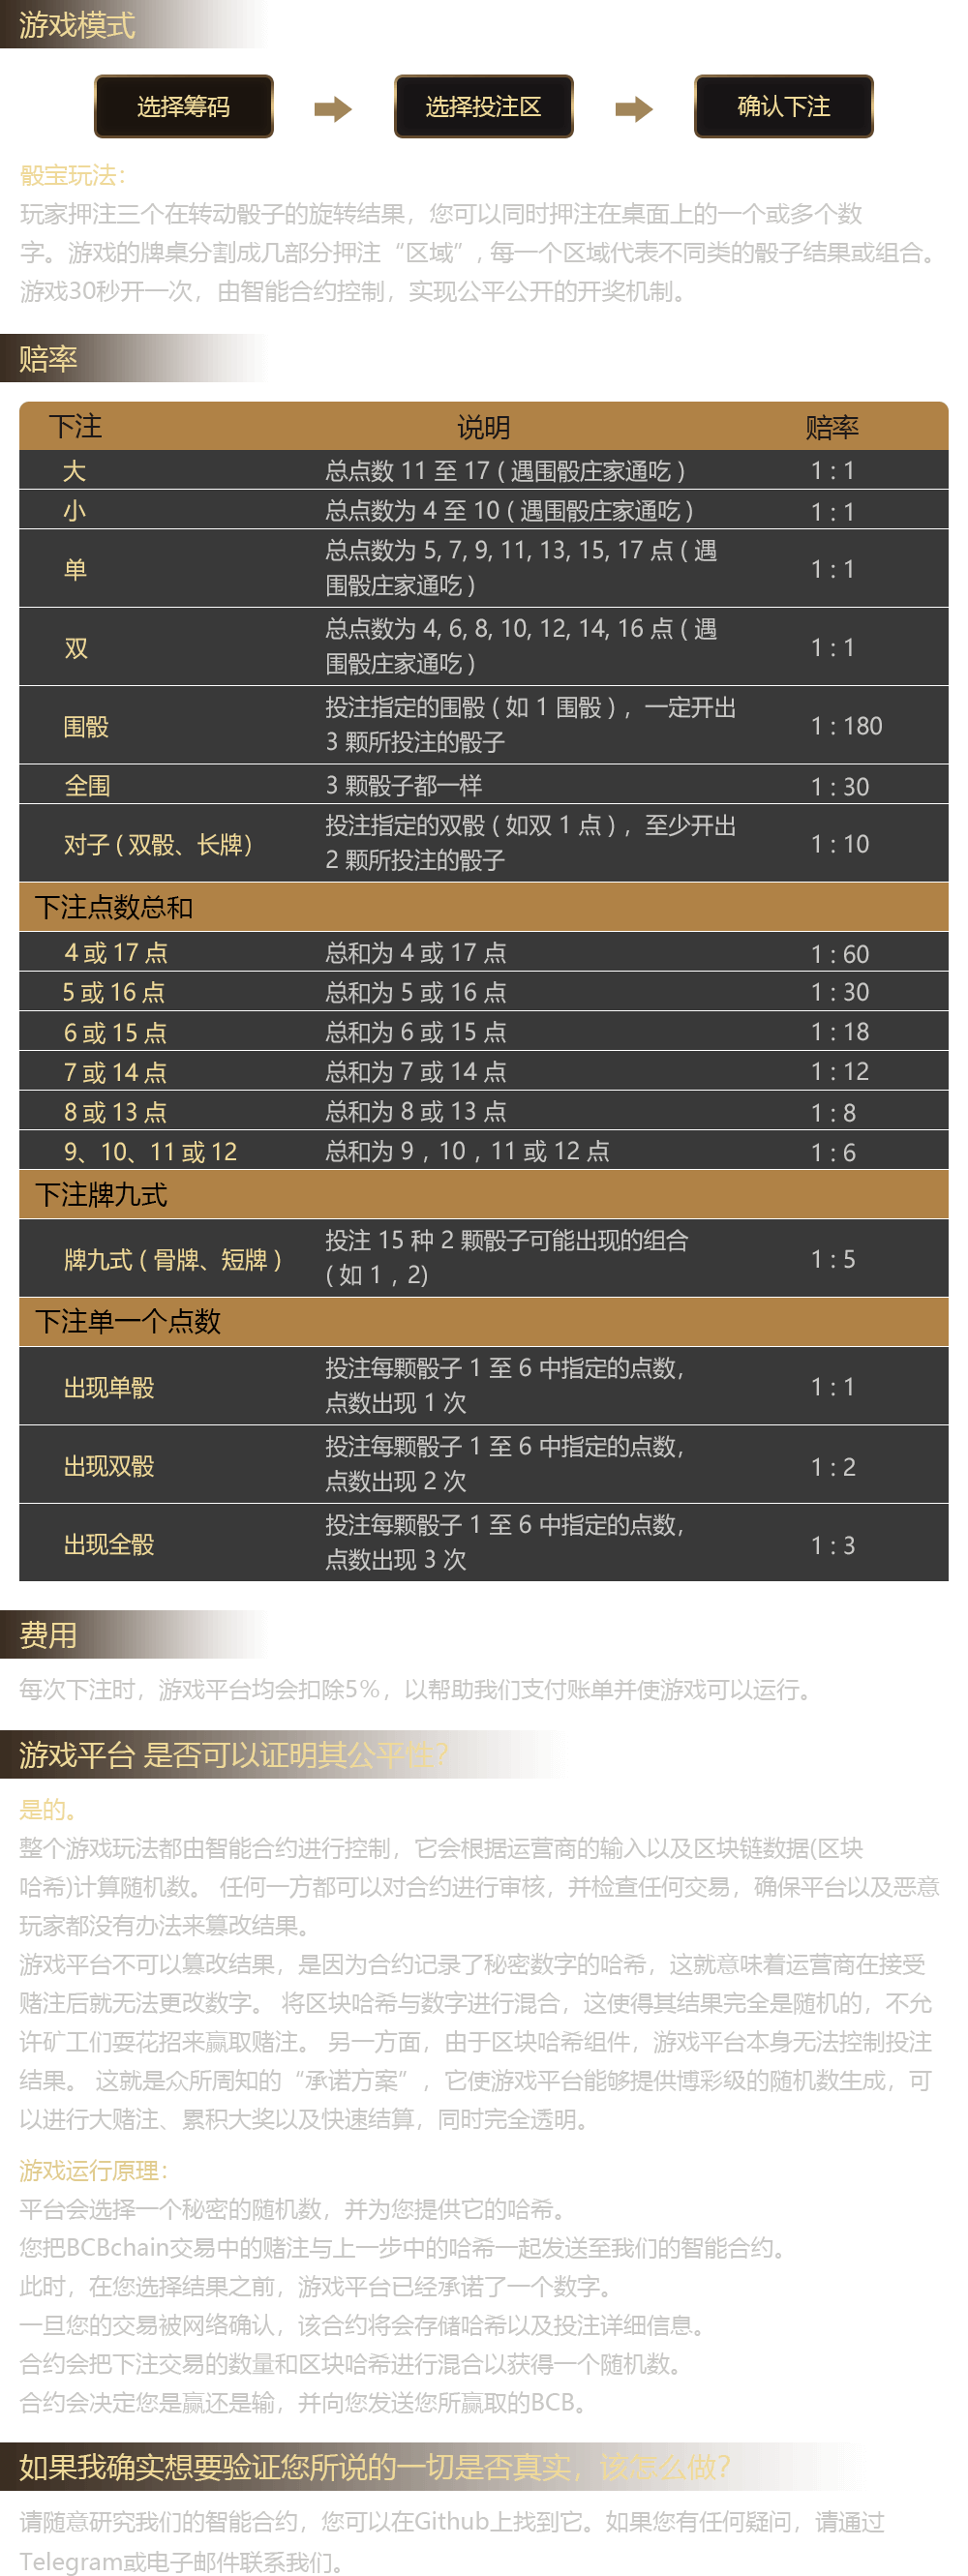 游戏模式
选择筹码 选择投注区 确认下注
骰宝玩法：
玩家押注三个在转动骰子的旋转结果，您可以同时押注在桌面上的一个或多个数
字。游戏的牌桌分割成几部分押注“区域”, 每一个区域代表不同类的骰子结果或组合。
游戏30秒开一次，由智能合约控制，实现公平公开的开奖机制。
赔率
下注 说明 赔率
大 总点数 11 至 17 ( 遇围骰庄家通吃 ) 1 : 1
小 总点数为 4 至 10 ( 遇围骰庄家通吃 ) 1 : 1
单 总点数为 5, 7, 9, 11, 13, 15, 17 点 ( 遇 1 : 1
围骰庄家通吃 )
双 总点数为 4, 6, 8, 10, 12, 14, 16 点 ( 遇 1 : 1
围骰庄家通吃 )
围骰 投注指定的围骰 ( 如 1 围骰 ) ，一定开出 1 : 180
3 颗所投注的骰子
全围 3 颗骰子都一样 1 : 30
对子 ( 双骰、长牌） 投注指定的双骰 ( 如双 1 点 ) ，至少开出 1 : 10
2 颗所投注的骰子
下注点数总和
4 或 17 点 总和为 4 或 17 点 1 : 60
5 或 16 点 总和为 5 或 16 点 1 : 30
6 或 15 点 总和为 6 或 15 点 1 : 18
7 或 14 点 总和为 7 或 14 点 1 : 12
8 或 13 点 总和为 8 或 13 点 1 : 8
9、10、11 或 12 总和为 9 , 10 , 11 或 12 点 1 : 6
下注牌九式
牌九式 ( 骨牌、短牌 ) 投注 15 种 2 颗骰子可能出现的组合 1 : 5
( 如 1 , 2)
下注单一个点数
出现单骰 投注每颗骰子 1 至 6 中指定的点数， 1 : 1
点数出现 1 次
出现双骰 投注每颗骰子 1 至 6 中指定的点数， 1 : 2
点数出现 2 次
出现全骰 投注每颗骰子 1 至 6 中指定的点数， 1 : 3
点数出现 3 次
费用
每次下注时，游戏平台均会扣除5%，以帮助我们支付账单并使游戏可以运行。
游戏平台 是否可以证明其公平性？
是的。
整个游戏玩法都由智能合约进行控制，它会根据运营商的输入以及区块链数据(区块
哈希)计算随机数。 任何一方都可以对合约进行审核，并检查任何交易，确保平台以及恶意
玩家都没有办法来篡改结果。
游戏平台不可以篡改结果，是因为合约记录了秘密数字的哈希，这就意味着运营商在接受
赌注后就无法更改数字。 将区块哈希与数字进行混合，这使得其结果完全是随机的，不允
许矿工们耍花招来赢取赌注。 另一方面，由于区块哈希组件，游戏平台本身无法控制投注
结果。 这就是众所周知的“承诺方案”，它使游戏平台能够提供博彩级的随机数生成，可
以进行大赌注、累积大奖以及快速结算，同时完全透明。
游戏运行原理：
平台会选择一个秘密的随机数，并为您提供它的哈希。
您把BCBchain交易中的赌注与上一步中的哈希一起发送至我们的智能合约。
此时，在您选择结果之前，游戏平台已经承诺了一个数字。
一旦您的交易被网络确认，该合约将会存储哈希以及投注详细信息。
合约会把下注交易的数量和区块哈希进行混合以获得一个随机数。
合约会决定您是赢还是输，并向您发送您所赢取的BCB。
如果我确实想要验证您所说的一切是否真实，该怎么做？
请随意研究我们的智能合约，您可以在Github上找到它。如果您有任何疑问，请通过
Telegram或电子邮件联系我们。